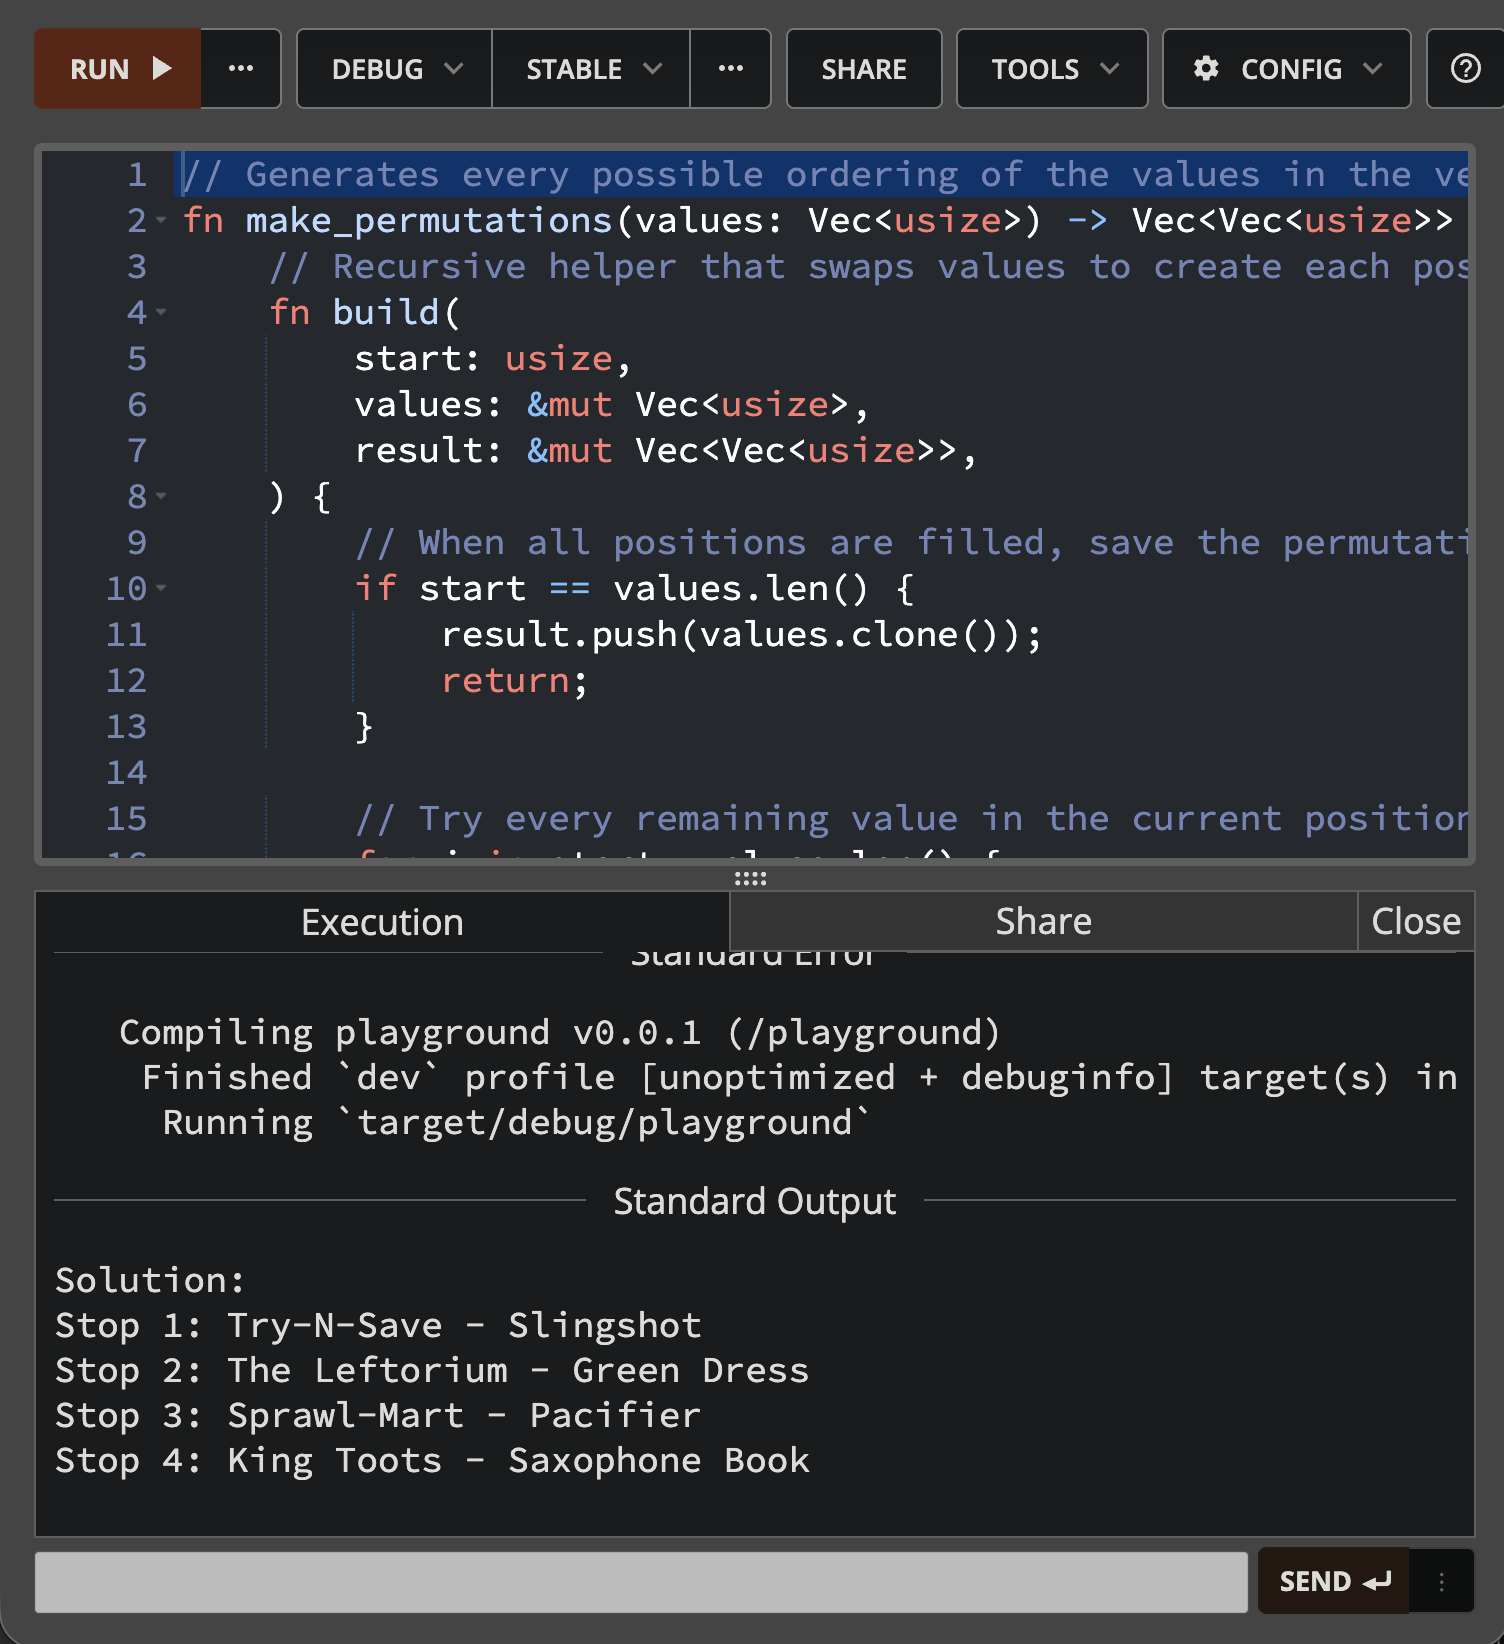 RUN ▶ ··· DEBUG STABLE ··· SHARE TOOLS CONFIG ?
1 // Generates every possible ordering of the values in the ve
2 fn make_permutations(values: Vec<usize>) -> Vec<Vec<usize>>
3 // Recursive helper that swaps values to create each pos
4 fn build(
5 start: usize,
6 values: &mut Vec<usize>,
7 result: &mut Vec<Vec<usize>>,
8 ) {
9 // When all positions are filled, save the permutati
10 if start == values.len() {
11 result.push(values.clone());
12 return;
13 }
14
15 // Try every remaining value in the current position
Execution Share Close
Standard Error
Compiling playground v0.0.1 (/playground)
Finished `dev` profile [unoptimized + debuginfo] target(s) in
Running `target/debug/playground`
Standard Output
Solution:
Stop 1: Try-N-Save - Slingshot
Stop 2: The Leftorium - Green Dress
Stop 3: Sprawl-Mart - Pacifier
Stop 4: King Toots - Saxophone Book
SEND